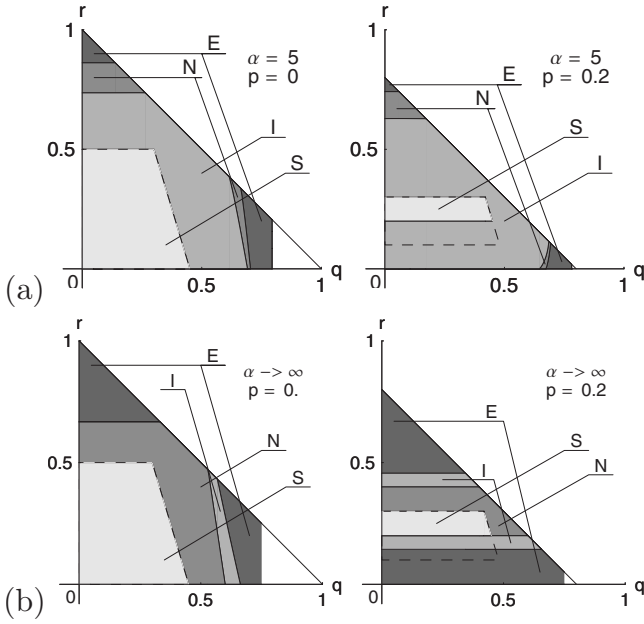 r r
1 1
E α = 5 E α = 5
N p = 0 N p = 0.2
I S
0.5 S 0.5 I
(a) 0 0.5 1 q 0 0.5 1 q
r r
1 1
E α -> ∞ α -> ∞
I p = 0. E p = 0.2
N S
0.5 S 0.5 I N
(b) 0 0.5 1 q 0 0.5 1 q